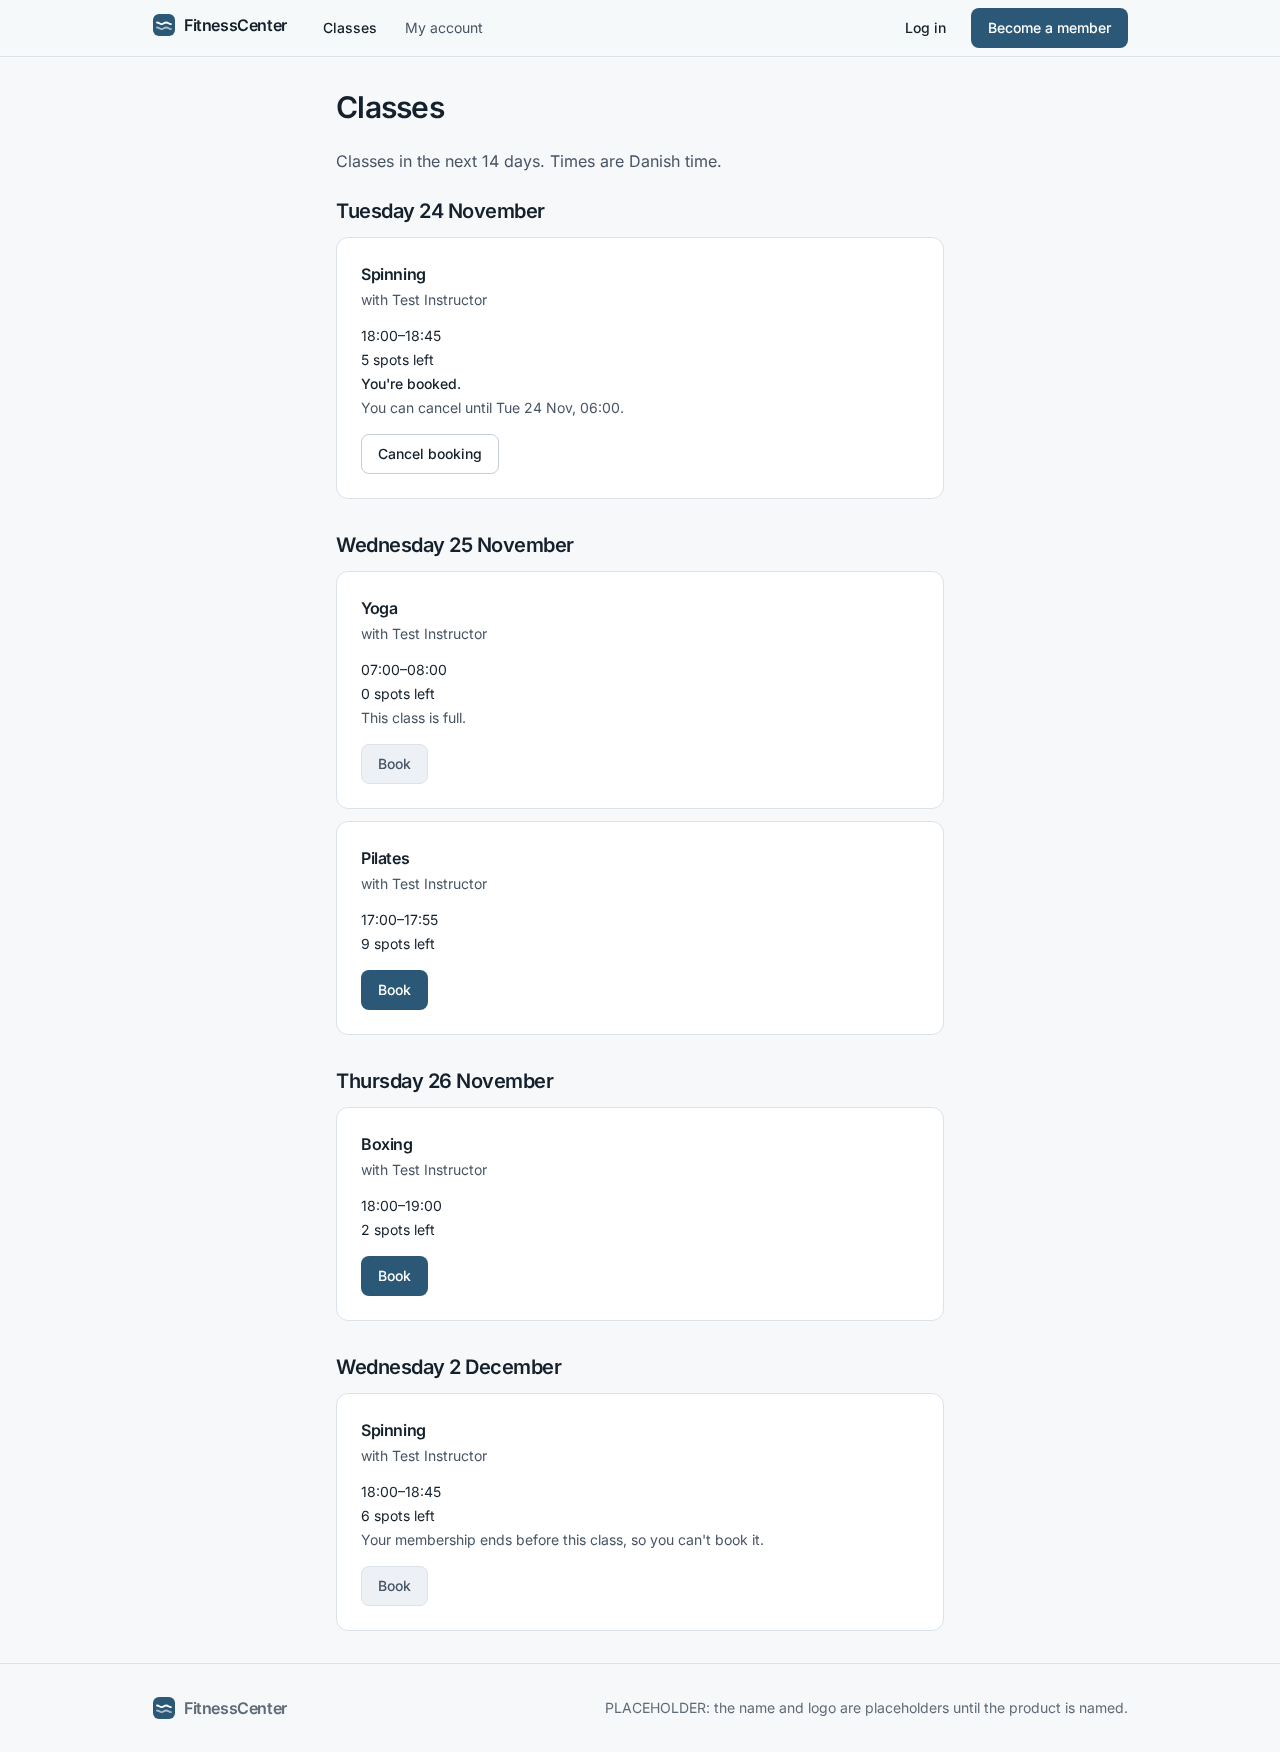 FitnessCenter
Classes
My account
Log in
Become a member
Classes
Classes in the next 14 days. Times are Danish time.
Tuesday 24 November
Spinning
with Test Instructor
18:00–18:45
5 spots left
You're booked.
You can cancel until Tue 24 Nov, 06:00.
Cancel booking
Wednesday 25 November
Yoga
with Test Instructor
07:00–08:00
0 spots left
This class is full.
Book
Pilates
with Test Instructor
17:00–17:55
9 spots left
Book
Thursday 26 November
Boxing
with Test Instructor
18:00–19:00
2 spots left
Book
Wednesday 2 December
Spinning
with Test Instructor
18:00–18:45
6 spots left
Your membership ends before this class, so you can't book it.
Book
FitnessCenter
PLACEHOLDER: the name and logo are placeholders until the product is named.